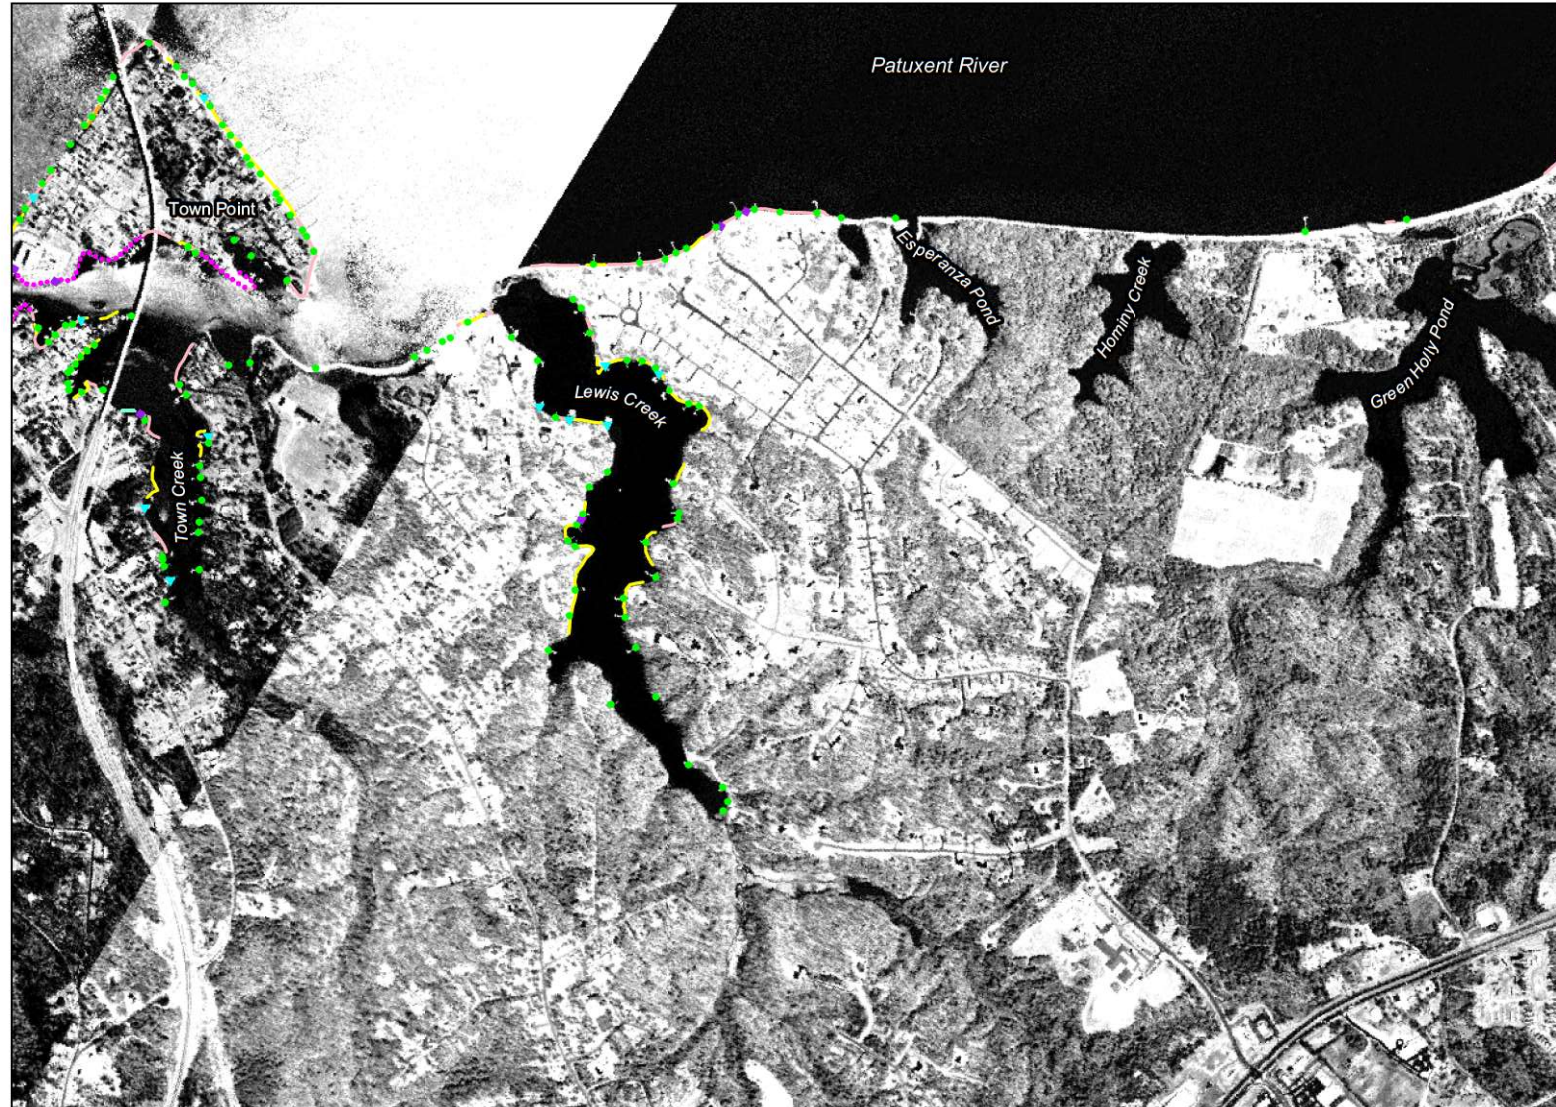 Patuxent River
Town Point
Esperanza Pond
Hominy Creek
Green Holly Pond
Lewis Creek
Town Creek